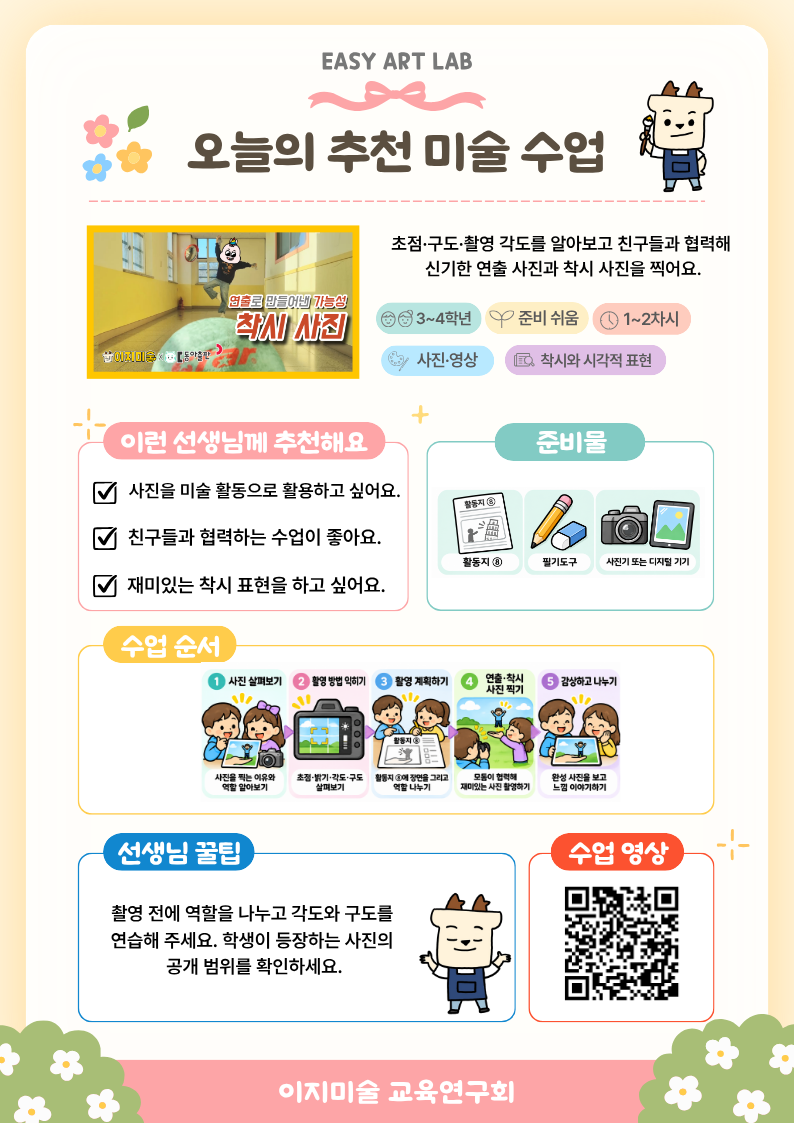 EASY ART LAB
오늘의 추천 미술 수업
연출로 만들어낸 가능성
착시 사진
이지미술
동아출판
초점·구도·촬영 각도를 알아보고 친구들과 협력해
신기한 연출 사진과 착시 사진을 찍어요.
3~4학년
준비 쉬움
1~2차시
사진·영상
착시와 시각적 표현
이런 선생님께 추천해요
사진을 미술 활동으로 활용하고 싶어요.
친구들과 협력하는 수업이 좋아요.
재미있는 착시 표현을 하고 싶어요.
준비물
활동지 ⑧
활동지 ⑧
필기도구
사진기 또는 디지털 기기
수업 순서
1 사진 살펴보기
사진을 찍는 이유와
역할 알아보기
2 촬영 방법 익히기
초점·밝기·각도·구도
살펴보기
3 촬영 계획하기
활동지 ⑧
활동지 ⑧에 장면을 그리고
역할 나누기
4 연출·착시
사진 찍기
모둠이 협력해
재미있는 사진 촬영하기
5 감상하고 나누기
완성 사진을 보고
느낌 이야기하기
선생님 꿀팁
촬영 전에 역할을 나누고 각도와 구도를
연습해 주세요. 학생이 등장하는 사진의
공개 범위를 확인하세요.
수업 영상
이지미술 교육연구회